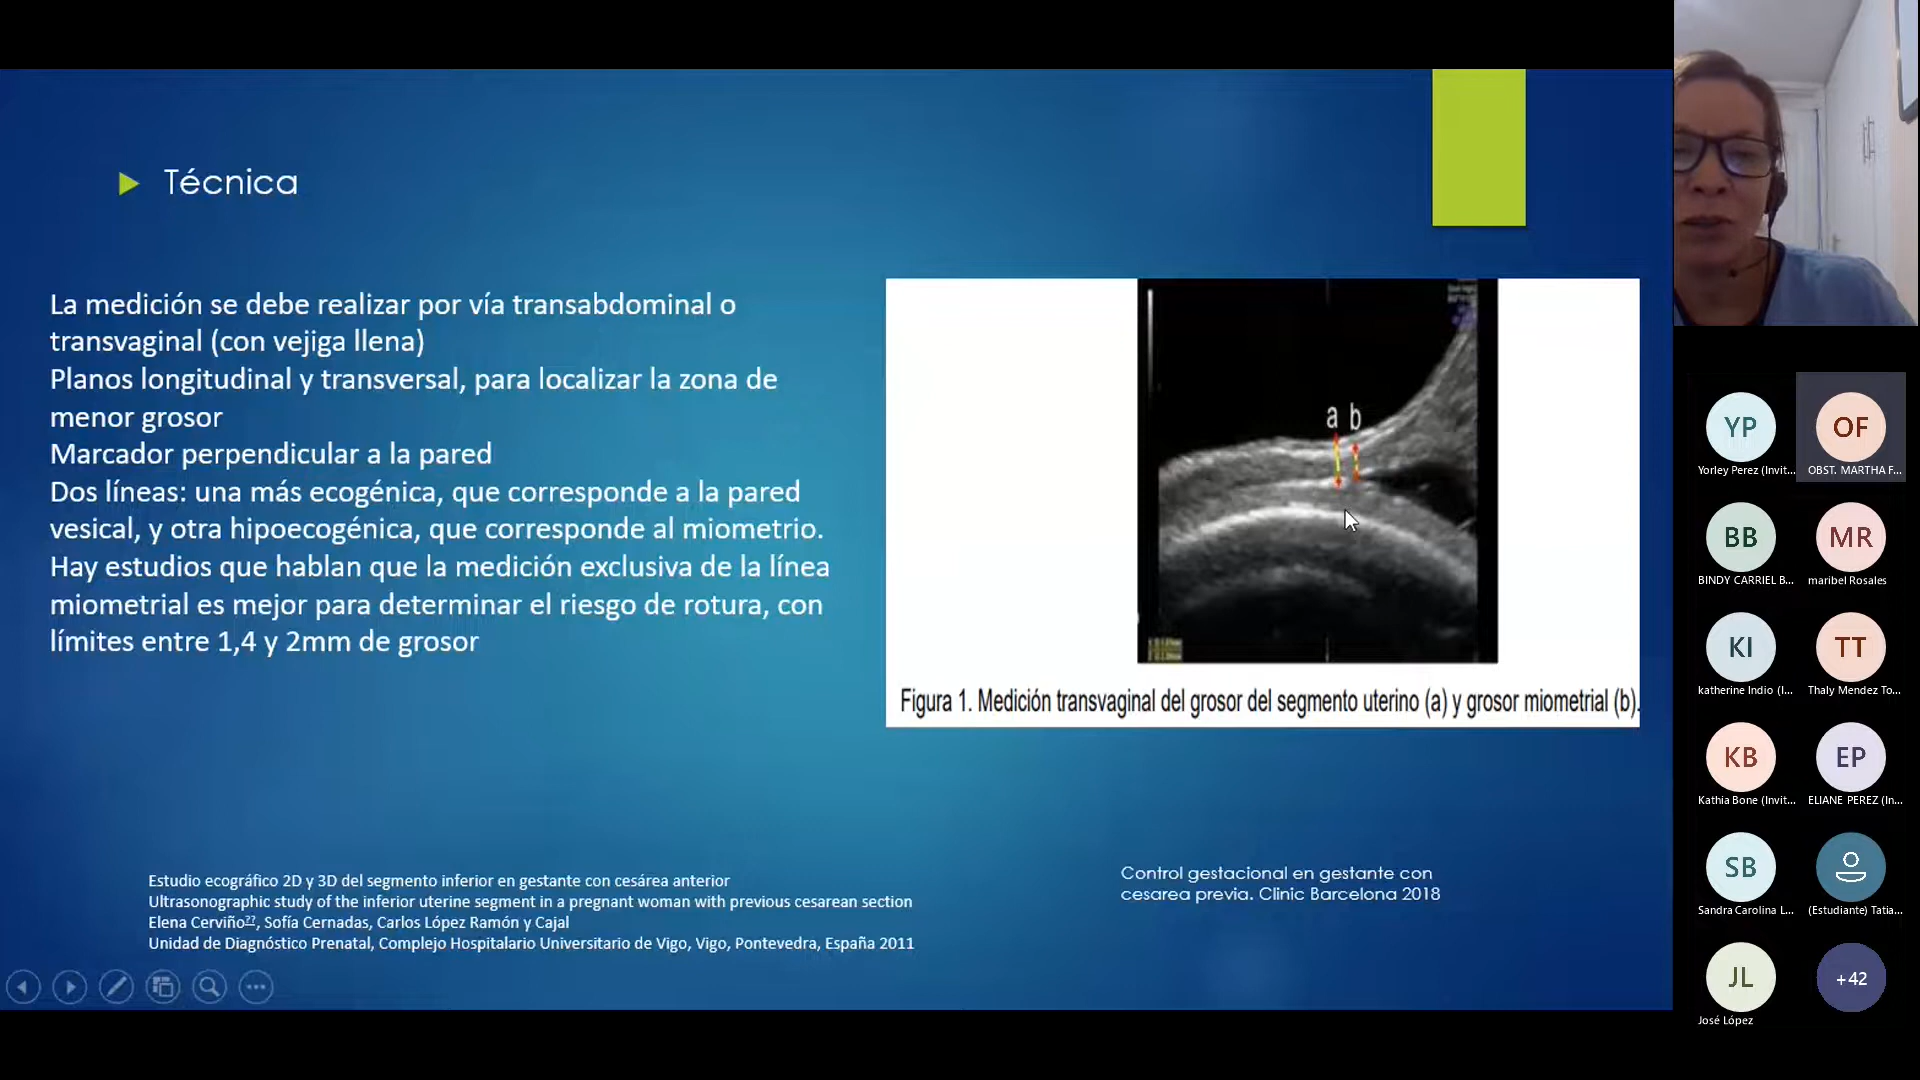 Técnica
La medición se debe realizar por vía transabdominal o
transvaginal (con vejiga llena)
Planos longitudinal y transversal, para localizar la zona de
menor grosor
Marcador perpendicular a la pared
Dos líneas: una más ecogénica, que corresponde a la pared
vesical, y otra hipoecogénica, que corresponde al miometrio.
Hay estudios que hablan que la medición exclusiva de la línea
miometrial es mejor para determinar el riesgo de rotura, con
límites entre 1,4 y 2mm de grosor
a b
Figura 1. Medición transvaginal del grosor del segmento uterino (a) y grosor miometrial (b).
Estudio ecográfico 2D y 3D del segmento inferior en gestante con cesárea anterior
Ultrasonographic study of the inferior uterine segment in a pregnant woman with previous cesarean section
Elena Cerviño??, Sofía Cernadas, Carlos López Ramón y Cajal
Unidad de Diagnóstico Prenatal, Complejo Hospitalario Universitario de Vigo, Vigo, Pontevedra, España 2011
Control gestacional en gestante con
cesarea previa. Clinic Barcelona 2018
YP
Yorley Perez (Invit...
OF
OBST. MARTHA F...
BB
BINDY CARRIEL B...
MR
maribel Rosales
KI
katherine Indio (I...
TT
Thaly Mendez To...
KB
Kathia Bone (Invit...
EP
ELIANE PEREZ (In...
SB
Sandra Carolina L...
(Estudiante) Tatia...
JL
José López
+42